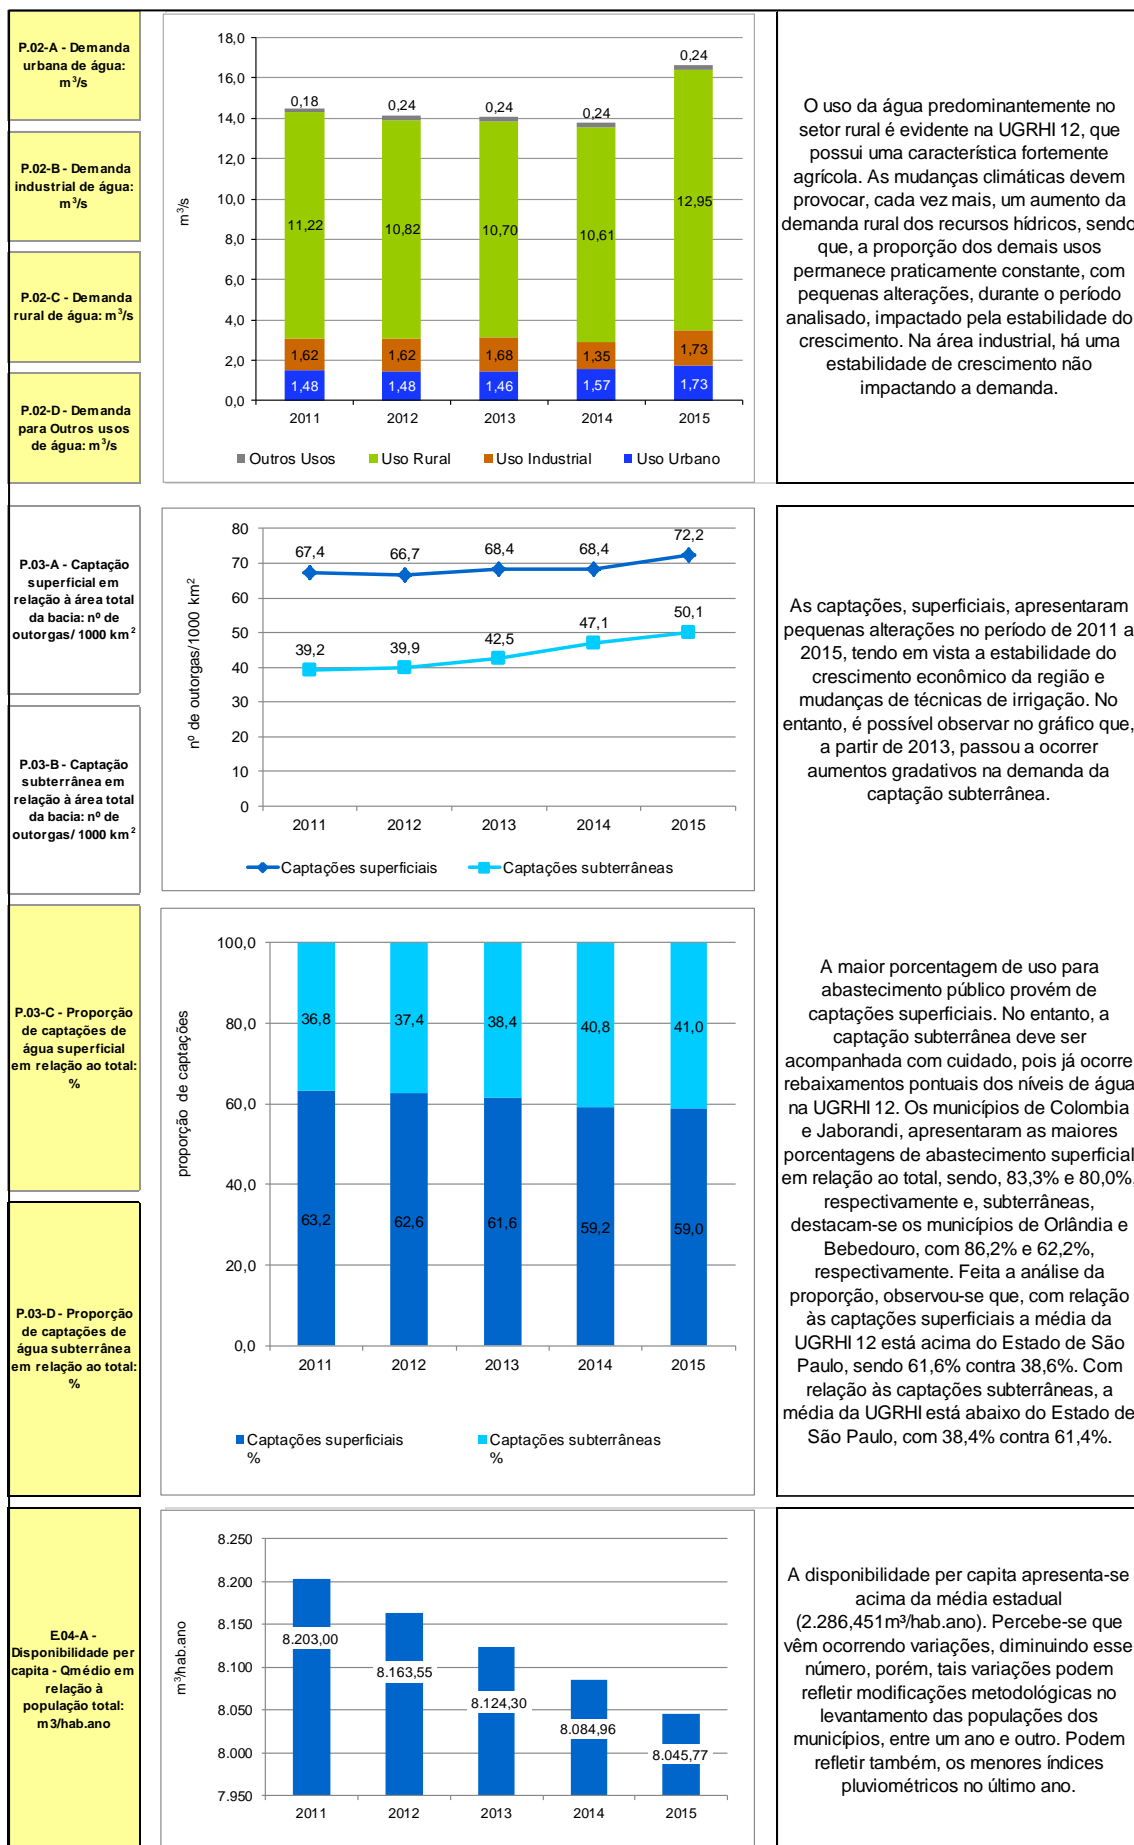 P.02-A - Demanda
urbana de água:
m³/s
P.02-B - Demanda
industrial de água:
m³/s
P.02-C - Demanda
rural de água: m³/s
P.02-D - Demanda
para Outros usos
de água: m³/s
18,0
16,0
14,0
12,0
10,0
8,0
6,0
4,0
2,0
0,0
m³/s
0,18
0,24
0,24
0,24
0,24
11,22
10,82
10,70
10,61
12,95
1,62
1,62
1,68
1,35
1,73
1,48
1,48
1,46
1,57
1,73
2011
2012
2013
2014
2015
Outros Usos
Uso Rural
Uso Industrial
Uso Urbano
O uso da água predominantemente no
setor rural é evidente na UGRHI 12, que
possui uma característica fortemente
agrícola. As mudanças climáticas devem
provocar, cada vez mais, um aumento da
demanda rural dos recursos hídricos, sendo
que, a proporção dos demais usos
permanece praticamente constante, com
pequenas alterações, durante o período
analisado, impactado pela estabilidade do
crescimento. Na área industrial, há uma
estabilidade de crescimento não
impactando a demanda.
P.03-A - Captação
superficial em
relação à área total
da bacia: nº de
outorgas/ 1000 km²
P.03-B - Captação
subterrânea em
relação à área total
da bacia: nº de
outorgas/ 1000 km²
80
70
60
50
40
30
20
10
0
nº de outorgas/1000 km²
67,4
66,7
68,4
68,4
72,2
39,2
39,9
42,5
47,1
50,1
2011
2012
2013
2014
2015
Captações superficiais
Captações subterrâneas
As captações, superficiais, apresentaram
pequenas alterações no período de 2011 a
2015, tendo em vista a estabilidade do
crescimento econômico da região e
mudanças de técnicas de irrigação. No
entanto, é possível observar no gráfico que,
a partir de 2013, passou a ocorrer
aumentos gradativos na demanda da
captação subterrânea.
P.03-C - Proporção
de captações de
água superficial
em relação ao total:
%
P.03-D - Proporção
de captações de
água subterrânea
em relação ao total:
%
100,0
80,0
60,0
40,0
20,0
0,0
proporção de captações
36,8
37,4
38,4
40,8
41,0
63,2
62,6
61,6
59,2
59,0
2011
2012
2013
2014
2015
Captações superficiais
%
Captações subterrâneas
%
A maior porcentagem de uso para
abastecimento público provém de
captações superficiais. No entanto, a
captação subterrânea deve ser
acompanhada com cuidado, pois já ocorre
rebaixamentos pontuais dos níveis de água
na UGRHI 12. Os municípios de Colombia
e Jaborandi, apresentaram as maiores
porcentagens de abastecimento superficial
em relação ao total, sendo, 83,3% e 80,0%,
respectivamente e, subterrâneas,
destacam-se os municípios de Orlândia e
Bebedouro, com 86,2% e 62,2%,
respectivamente. Feita a análise da
proporção, observou-se que, com relação
às captações superficiais a média da
UGRHI 12 está acima do Estado de São
Paulo, sendo 61,6% contra 38,6%. Com
relação às captações subterrâneas, a
média da UGRHI está abaixo do Estado de
São Paulo, com 38,4% contra 61,4%.
E.04-A -
Disponibilidade per
capita - Qmédio em
relação à
população total:
m3/hab.ano
8.250
8.200
8.150
8.100
8.050
8.000
7.950
m³/hab.ano
8.203,00
8.163,55
8.124,30
8.084,96
8.045,77
2011
2012
2013
2014
2015
A disponibilidade per capita apresenta-se
acima da média estadual
(2.286,451m³/hab.ano). Percebe-se que
vêm ocorrendo variações, diminuindo esse
número, porém, tais variações podem
refletir modificações metodológicas no
levantamento das populações dos
municípios, entre um ano e outro. Podem
refletir também, os menores índices
pluviométricos no último ano.